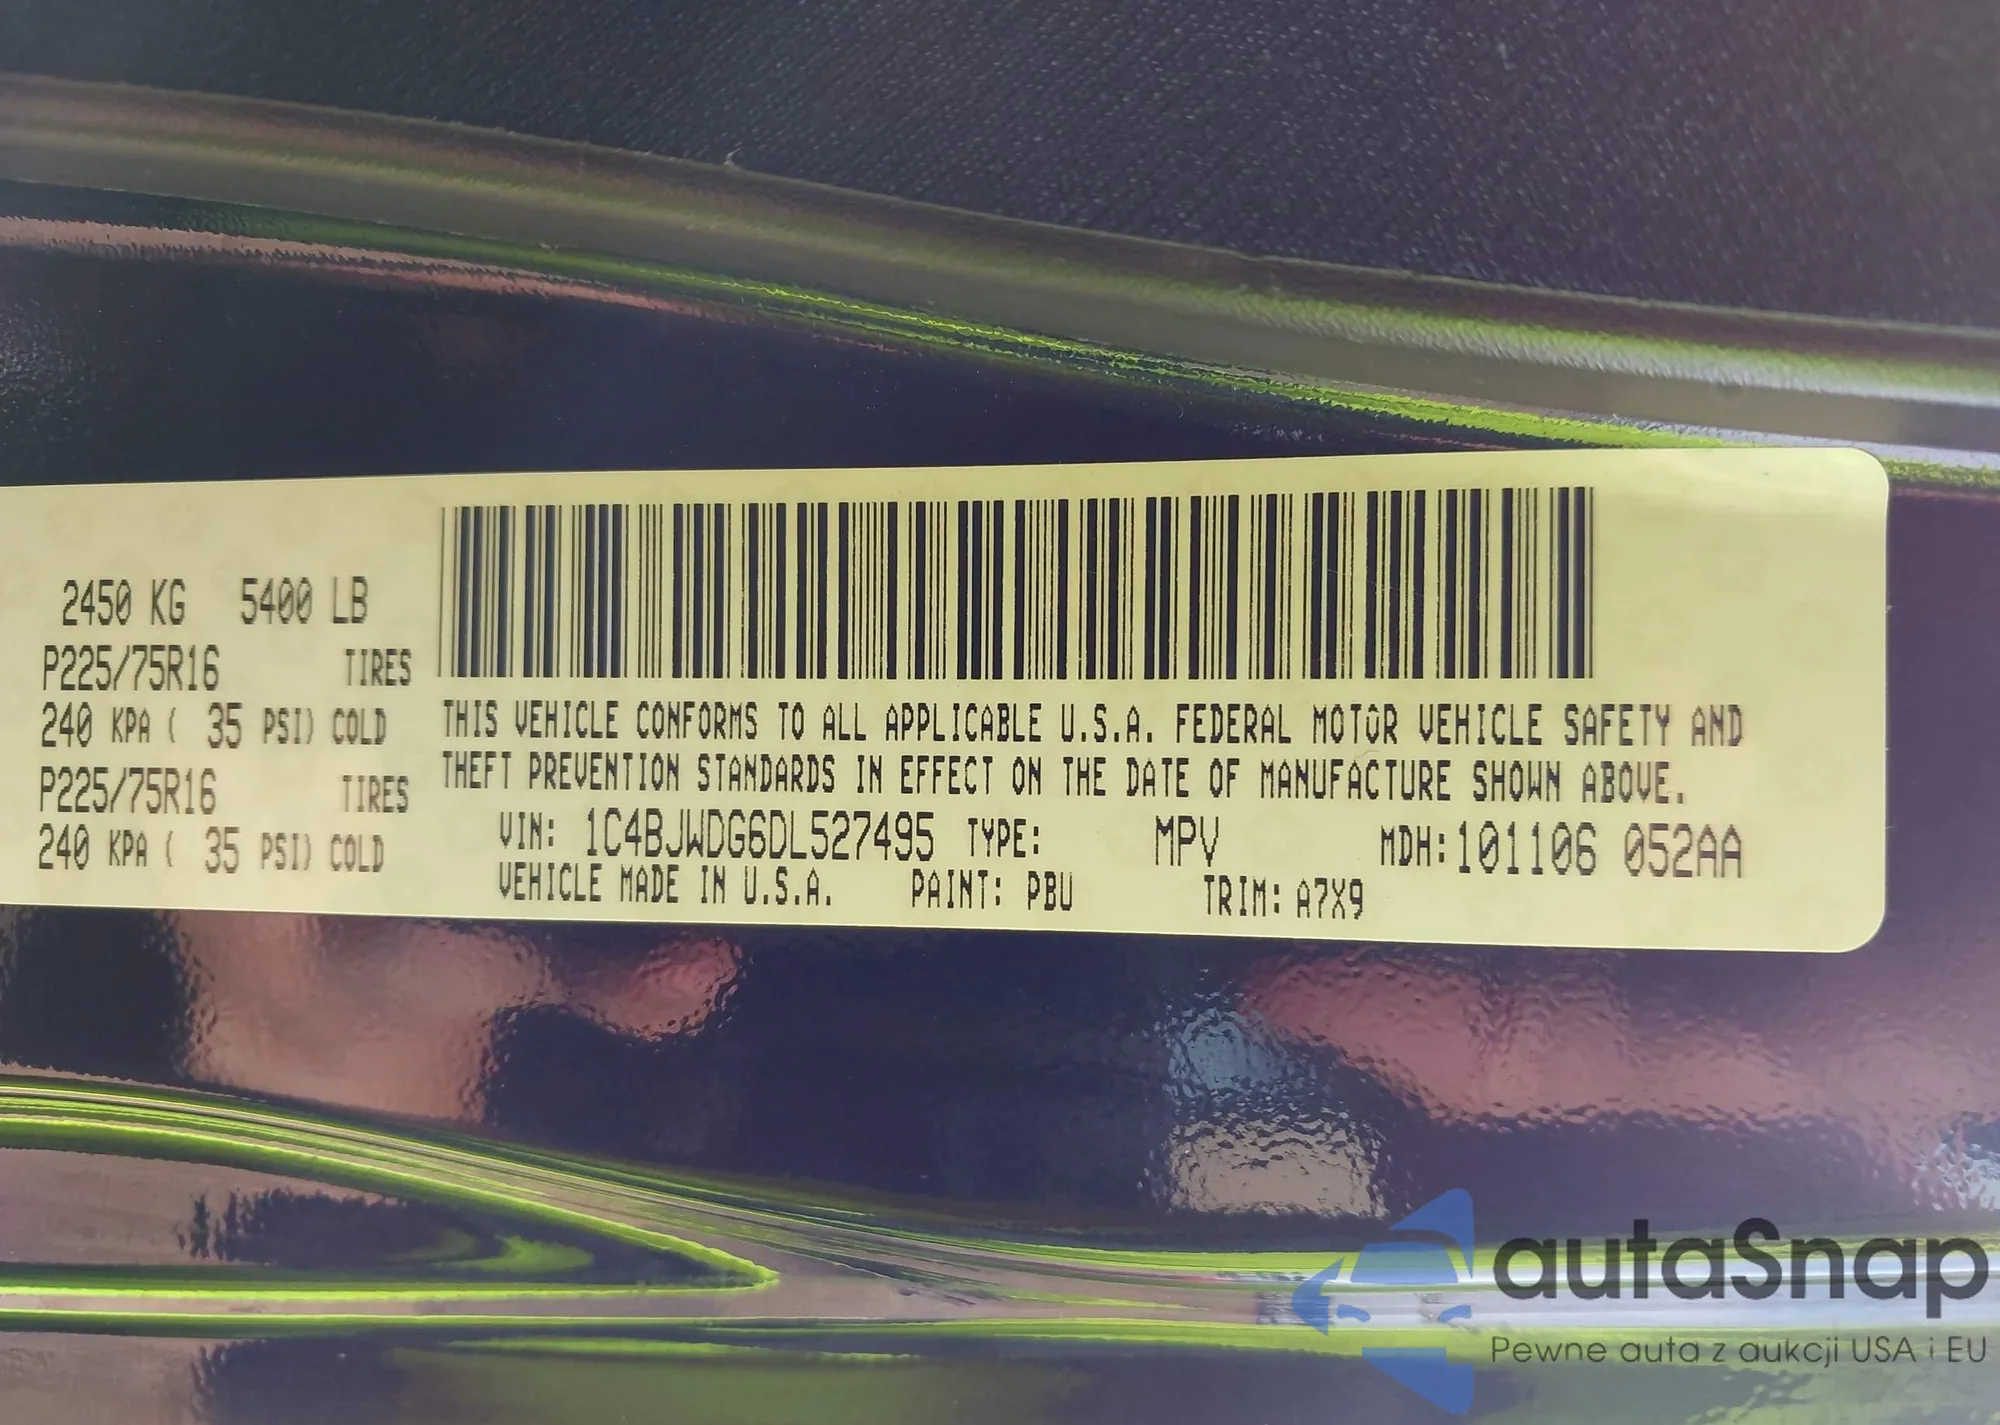 2450 KG 5400 LB
P225/75R16 TIRES
240 KPA ( 35 PSI) COLD
P225/75R16 TIRES
240 KPA ( 35 PSI) COLD
THIS VEHICLE CONFORMS TO ALL APPLICABLE U.S.A. FEDERAL MOTOR VEHICLE SAFETY AND
THEFT PREVENTION STANDARDS IN EFFECT ON THE DATE OF MANUFACTURE SHOWN ABOVE.
VIN: 1C4BJWDG6DL527495 TYPE: MPV MDH:101106 052AA
VEHICLE MADE IN U.S.A. PAINT: PBU TRIM: A7X9
autaSnap
Pewne auta z aukcji USA i EU